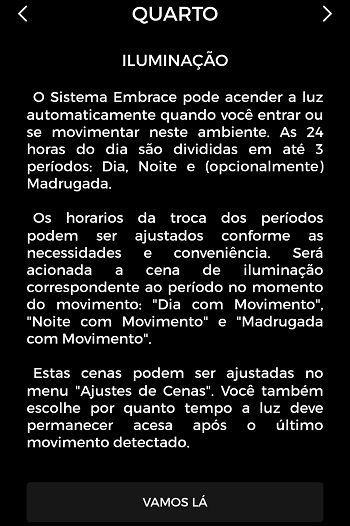 QUARTO
ILUMINAÇÃO
O Sistema Embrace pode acender a luz
automaticamente quando você entrar ou
se movimentar neste ambiente. As 24
horas do dia são divididas em até 3
períodos: Dia, Noite e (opcionalmente)
Madrugada.
Os horarios da troca dos períodos
podem ser ajustados conforme as
necessidades e conveniência. Será
acionada a cena de iluminação
correspondente ao período no momento
do movimento: "Dia com Movimento",
"Noite com Movimento" e "Madrugada
com Movimento".
Estas cenas podem ser ajustadas no
menu "Ajustes de Cenas". Você também
escolhe por quanto tempo a luz deve
permanecer acesa após o último
movimento detectado.
VAMOS LÁ